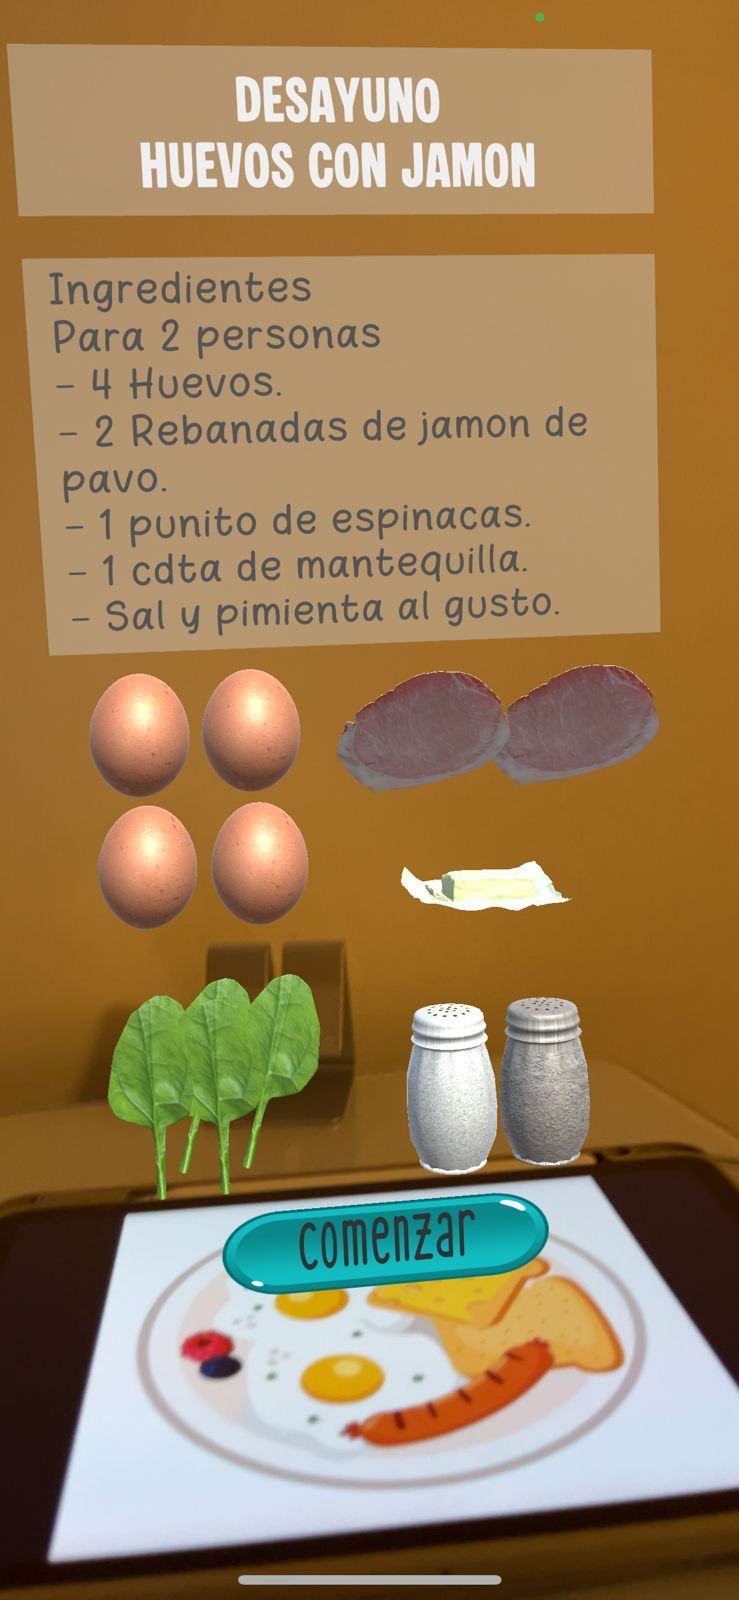 DESAYUNO
HUEVOS CON JAMON
Ingredientes
Para 2 personas
- 4 Huevos.
- 2 Rebanadas de jamon de
pavo.
- 1 punito de espinacas.
- 1 cdta de mantequilla.
- Sal y pimienta al gusto.
comenzar